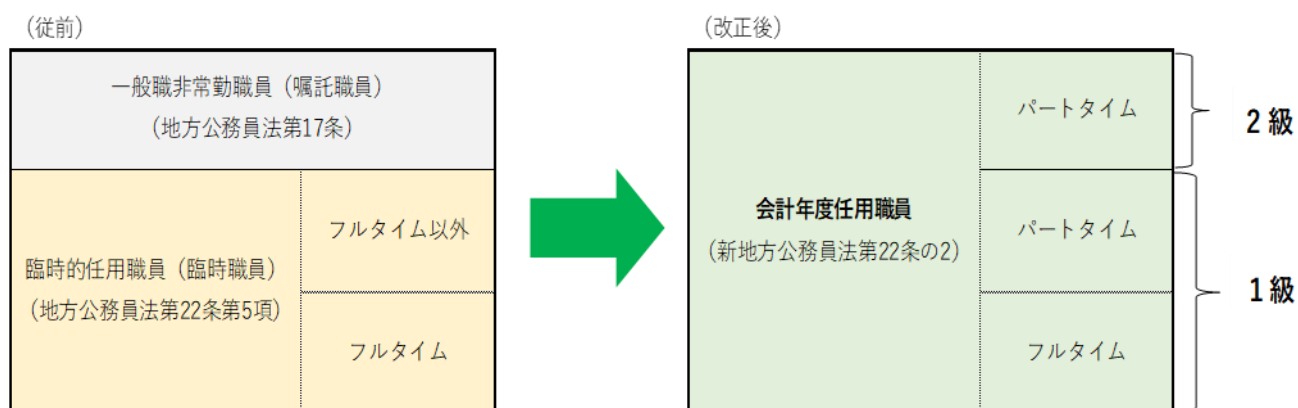 （従前）
一般職非常勤職員（嘱託職員）
（地方公務員法第17条）
臨時的任用職員（臨時職員）
（地方公務員法第22条第5項）
フルタイム以外
フルタイム
（改正後）
会計年度任用職員
（新地方公務員法第22条の2）
パートタイム
パートタイム
フルタイム
2級
1級